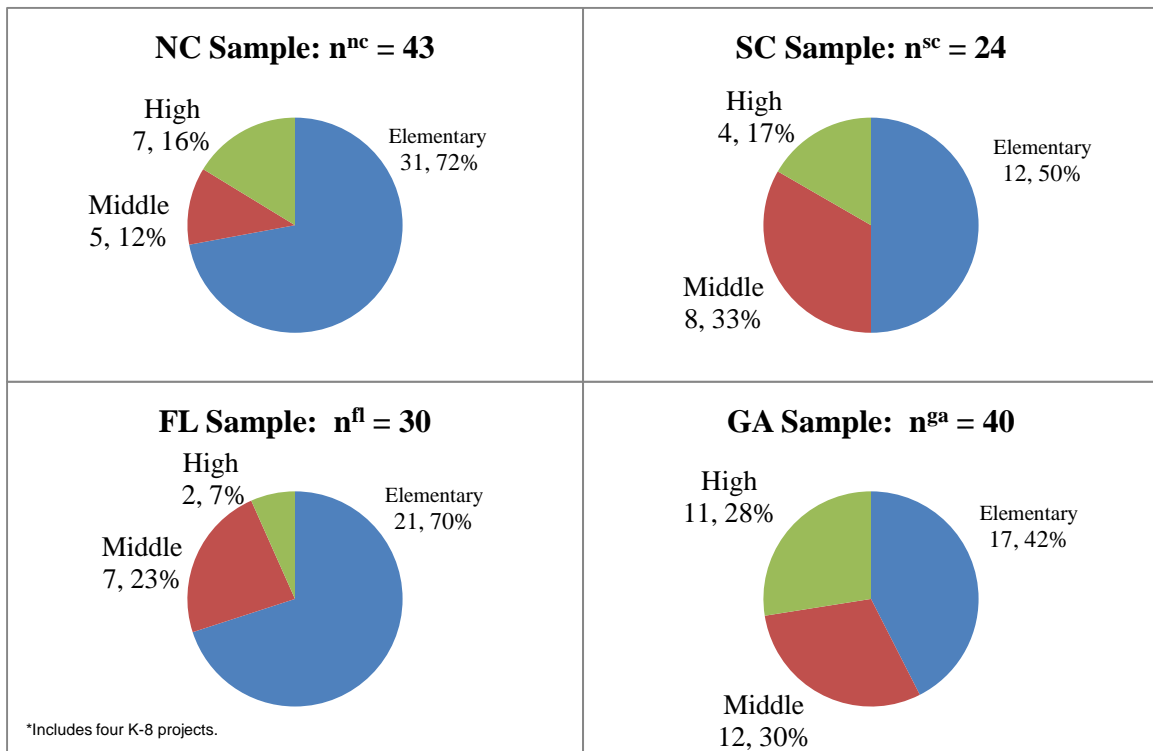 NC Sample: nⁿᶜ = 43
High
7, 16%
Elementary
31, 72%
Middle
5, 12%
SC Sample: nˢᶜ = 24
High
4, 17%
Elementary
12, 50%
Middle
8, 33%
FL Sample: nᶠˡ = 30
High
2, 7%
Elementary
21, 70%
Middle
7, 23%
*Includes four K-8 projects.
GA Sample: nᵍᵃ = 40
High
11, 28%
Elementary
17, 42%
Middle
12, 30%